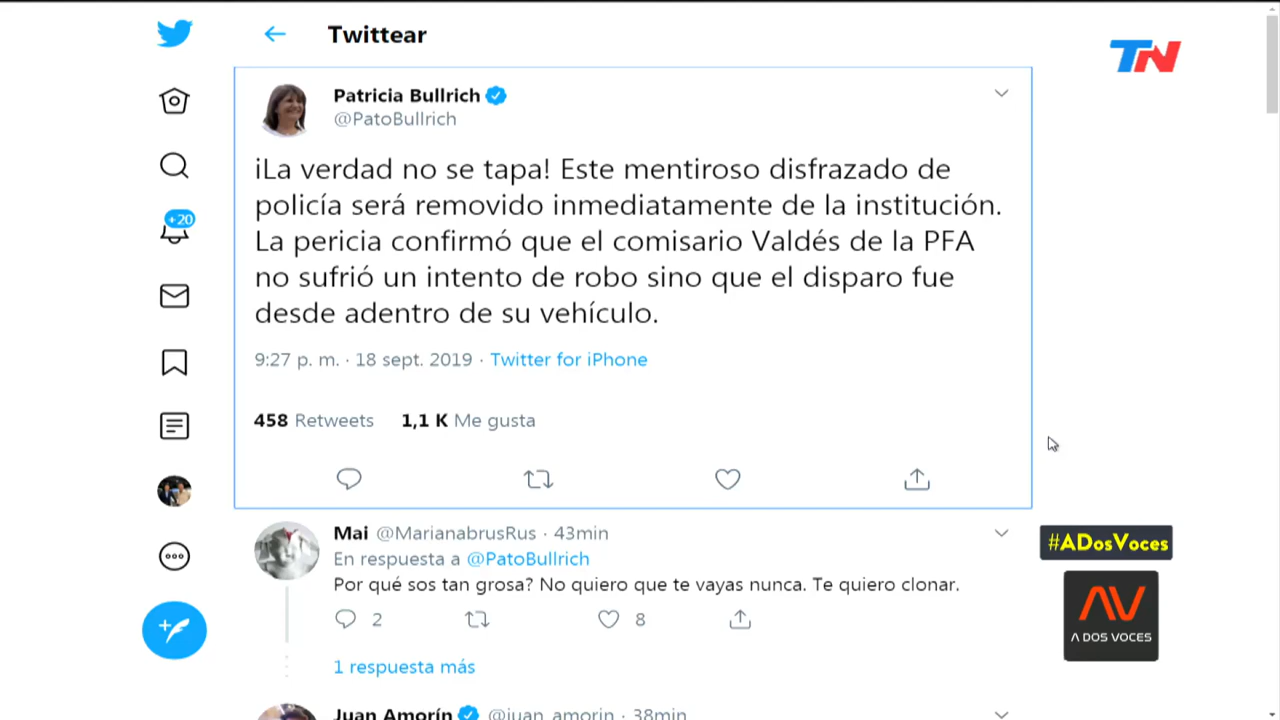 Twittear
TN
Patricia Bullrich
@PatoBullrich
¡La verdad no se tapa! Este mentiroso disfrazado de
policía será removido inmediatamente de la institución.
La pericia confirmó que el comisario Valdés de la PFA
no sufrió un intento de robo sino que el disparo fue
desde adentro de su vehículo.
9:27 p. m. · 18 sept. 2019 · Twitter for iPhone
458 Retweets 1,1 K Me gusta
+20
Mai @MarianabrusRus · 43min
En respuesta a @PatoBullrich
Por qué sos tan grosa? No quiero que te vayas nunca. Te quiero clonar.
2 8
1 respuesta más
Juan Amorín @juan_amorin · 38min
#ADosVoces
AV
A DOS VOCES